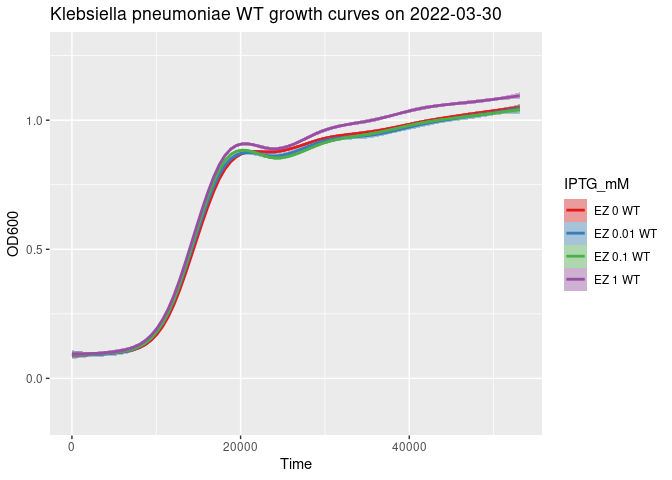 Klebsiella pneumoniae WT growth curves on 2022-03-30
1.0
0.5
0.0
OD600
0 20000 40000
Time
IPTG_mM
EZ 0 WT
EZ 0.01 WT
EZ 0.1 WT
EZ 1 WT